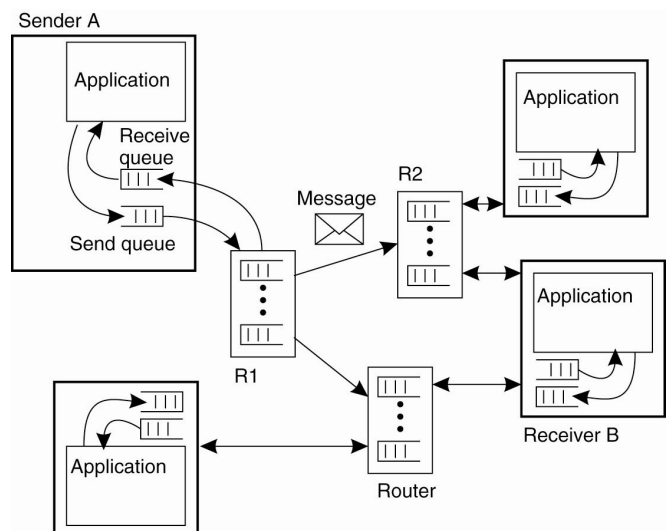 Sender A
Application
Receive
queue
Send queue
Message
R2
Application
R1
Application
Receiver B
Application
Router